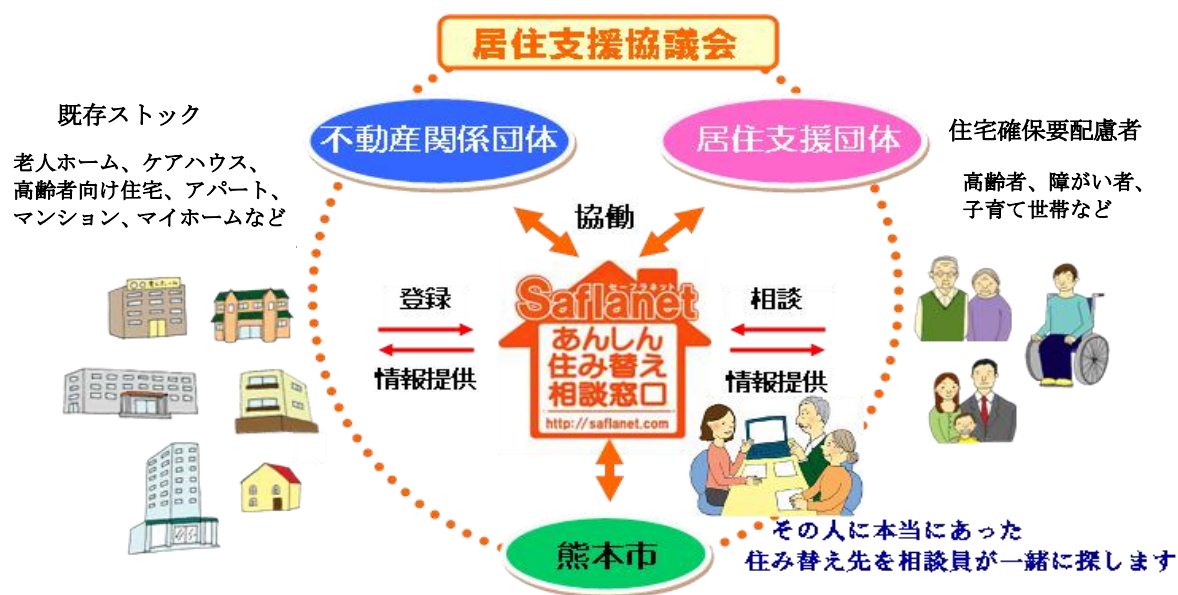 居住支援協議会
不動産関係団体
居住支援団体
既存ストック
老人ホーム、ケアハウス、
高齢者向け住宅、アパート、
マンション、マイホームなど
住宅確保要配慮者
高齢者、障がい者、
子育て世帯など
協働
登録
情報提供
セーフラネット
Saflanet
あんしん
住み替え
相談窓口
http://saflanet.com
相談
情報提供
熊本市
その人に本当にあった
住み替え先を相談員が一緒に探します